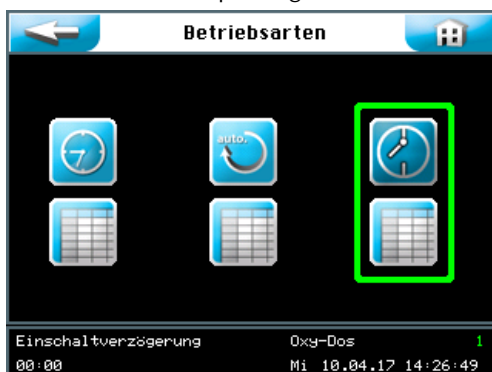 Betriebsarten
auto.
Einschaltverzögerung Oxy-Dos 1
00:00 Mi 10.04.17 14:26:49